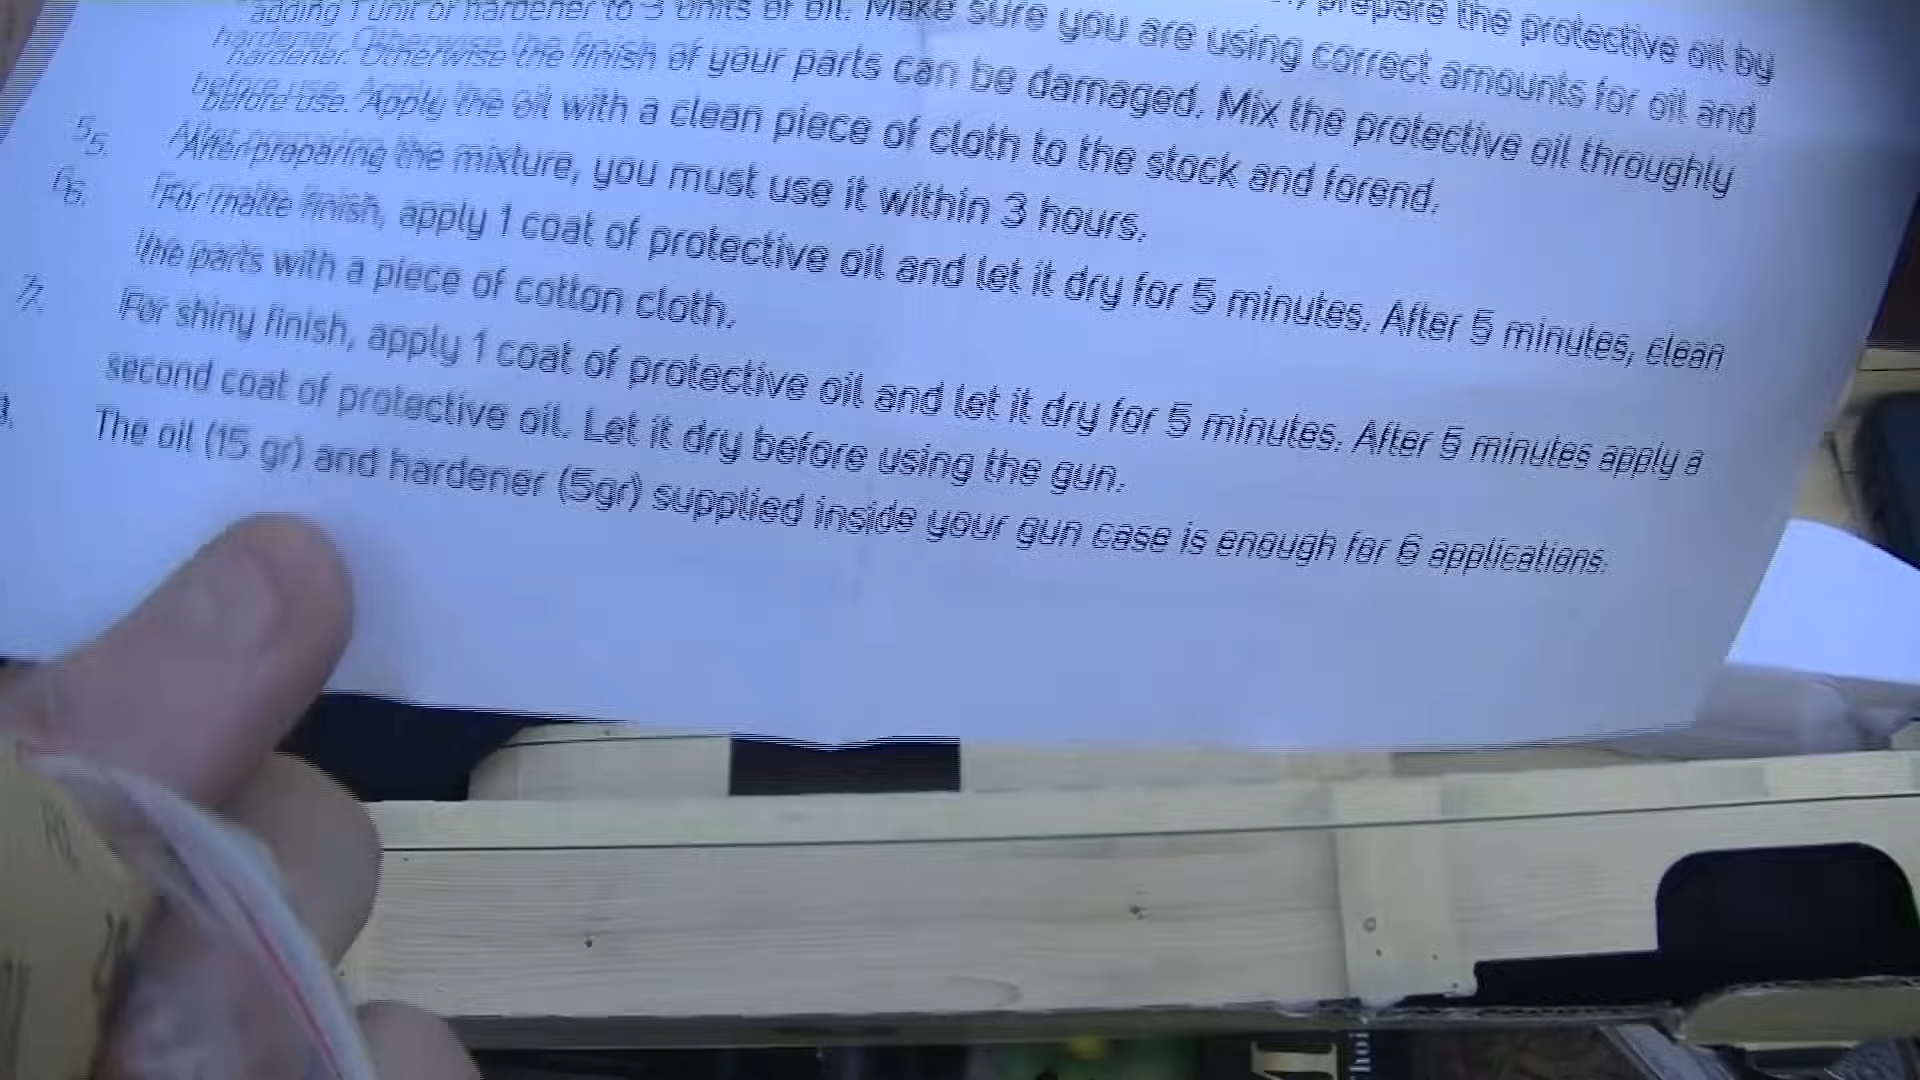 prepare the protective oil by
adding 1 unit of hardener to 3 units of oil. Make sure you are using correct amounts for oil and
hardener. Otherwise the finish of your parts can be damaged. Mix the protective oil throughly
before use. Apply the oil with a clean piece of cloth to the stock and forend.
5. After preparing the mixture, you must use it within 3 hours.
6. For matte finish, apply 1 coat of protective oil and let it dry for 5 minutes. After 5 minutes, clean
the parts with a piece of cotton cloth.
7. For shiny finish, apply 1 coat of protective oil and let it dry for 5 minutes. After 5 minutes apply a
second coat of protective oil. Let it dry before using the gun.
The oil (15 gr) and hardener (5gr) supplied inside your gun case is enough for 6 applications.